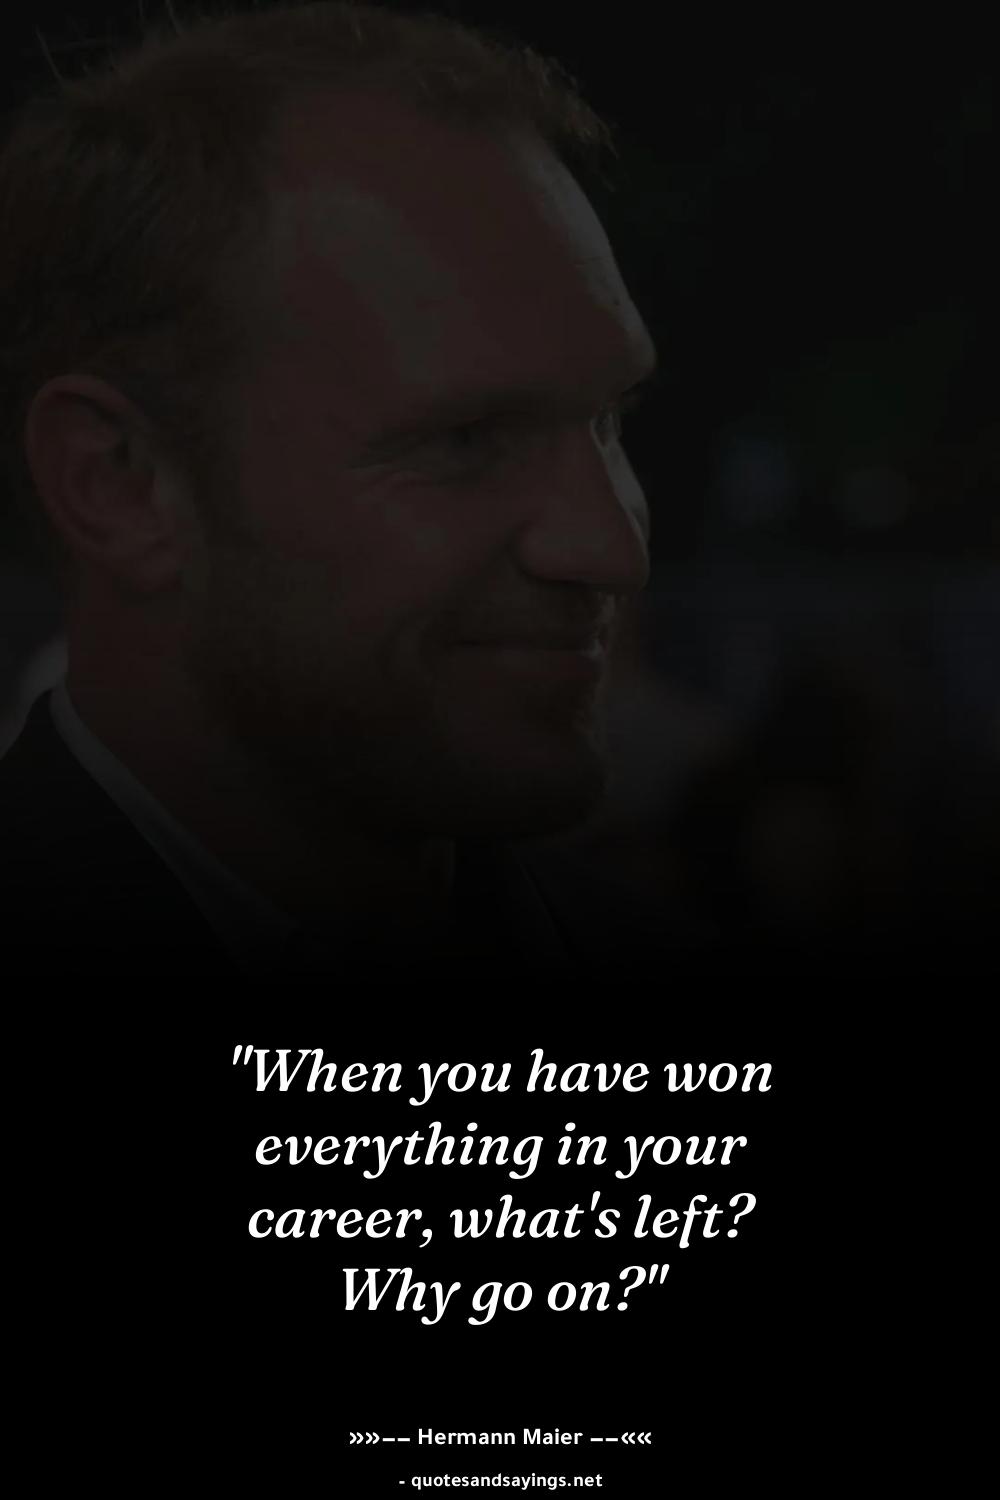 "When you have won
everything in your
career, what's left?
Why go on?"
»»−− Hermann Maier −−««
- quotesandsayings.net